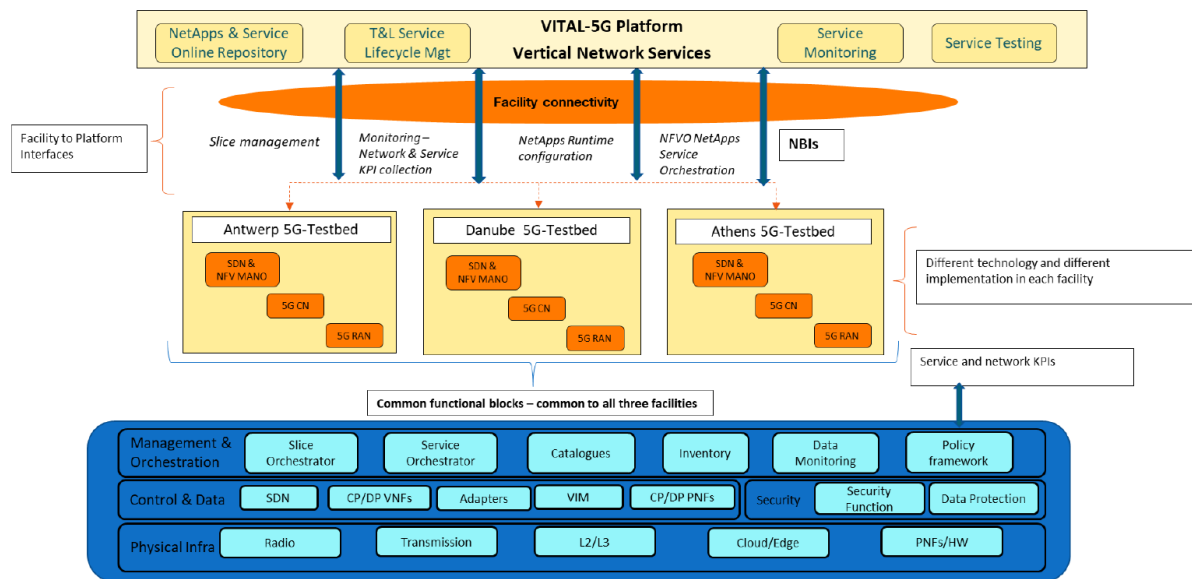 VITAL-5G Platform
Vertical Network Services
NetApps & Service
Online Repository
T&L Service
Lifecycle Mgt
Service
Monitoring
Service Testing
Facility connectivity
Facility to Platform
Interfaces
Slice management
Monitoring –
Network & Service
KPI collection
NetApps Runtime
configuration
NFVO NetApps
Service
Orchestration
NBIs
Antwerp 5G-Testbed
SDN &
NFV MANO
5G CN
5G RAN
Danube 5G-Testbed
SDN &
NFV MANO
5G CN
5G RAN
Athens 5G-Testbed
SDN &
NFV MANO
5G CN
5G RAN
Different technology and different
implementation in each facility
Service and network KPIs
Common functional blocks – common to all three facilities
Management &
Orchestration
Slice
Orchestrator
Service
Orchestrator
Catalogues
Inventory
Data
Monitoring
Policy
framework
Control & Data
SDN
CP/DP VNFs
Adapters
VIM
CP/DP PNFs
Security
Security
Function
Data Protection
Physical Infra
Radio
Transmission
L2/L3
Cloud/Edge
PNFs/HW